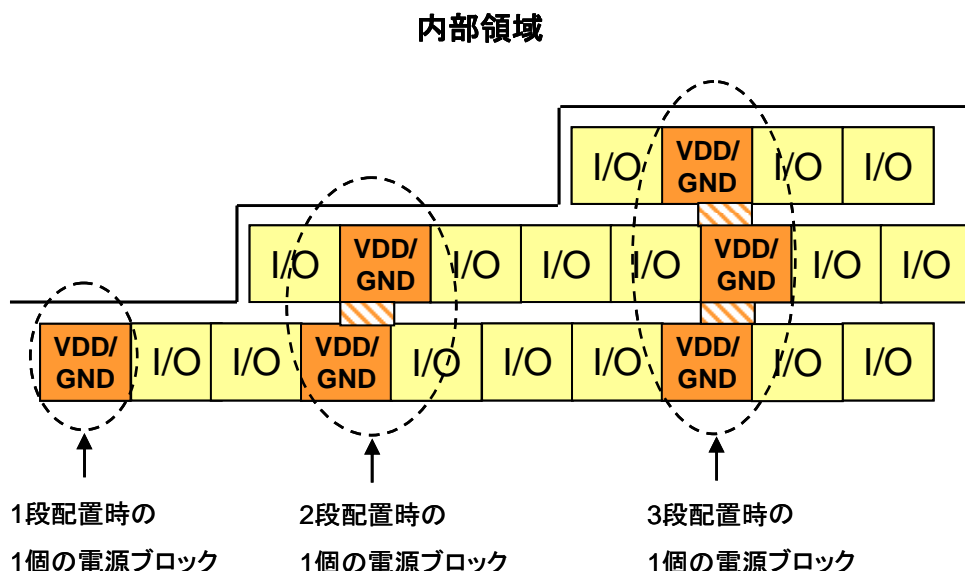 内部領域
I/O VDD/ GND I/O I/O
I/O VDD/ GND I/O I/O I/O VDD/ GND I/O I/O
VDD/ GND I/O I/O VDD/ GND I/O I/O I/O VDD/ GND I/O I/O
1段配置時の
1個の電源ブロック
2段配置時の
1個の電源ブロック
3段配置時の
1個の電源ブロック